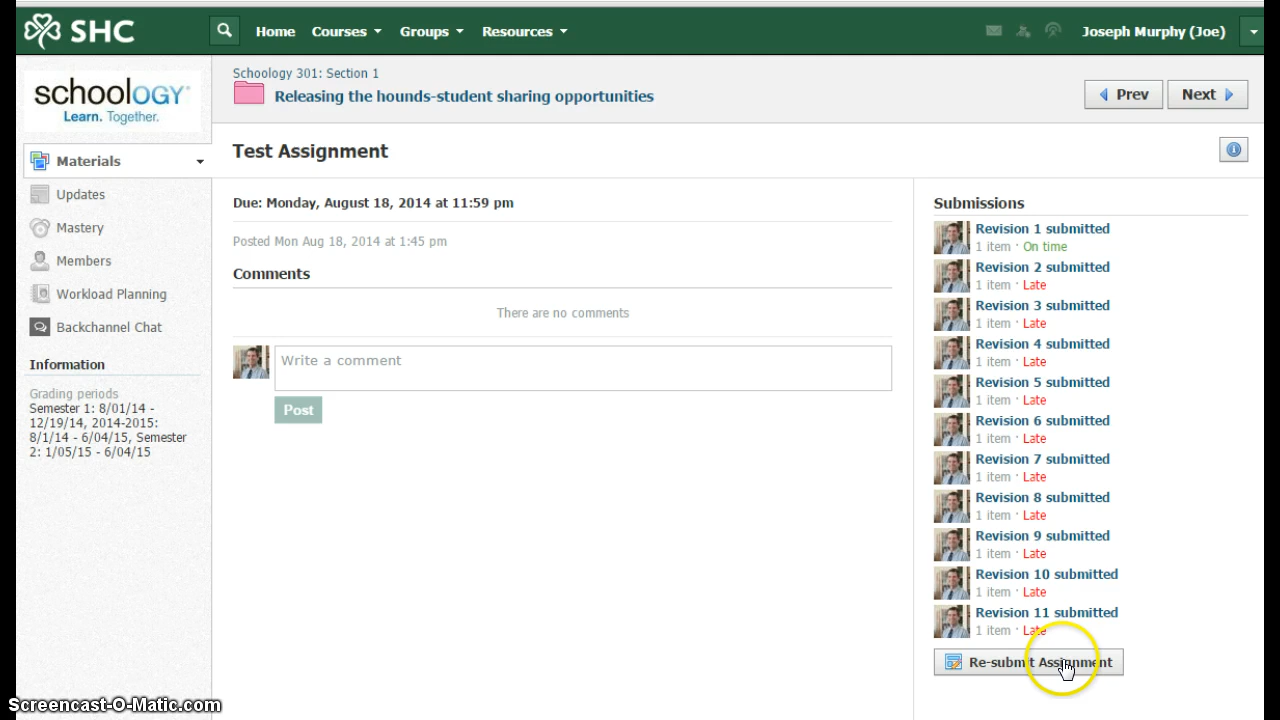 SHC
Home
Courses
Groups
Resources
Joseph Murphy (Joe)
schoology®
Learn. Together.
Schoology 301: Section 1
Releasing the hounds-student sharing opportunities
Prev
Next
Materials
Updates
Mastery
Members
Workload Planning
Backchannel Chat
Information
Grading periods
Semester 1: 8/01/14 -
12/19/14, 2014-2015:
8/1/14 - 6/04/15, Semester
2: 1/05/15 - 6/04/15
Test Assignment
Due: Monday, August 18, 2014 at 11:59 pm
Posted Mon Aug 18, 2014 at 1:45 pm
Comments
There are no comments
Write a comment
Post
Submissions
Revision 1 submitted
1 item · On time
Revision 2 submitted
1 item · Late
Revision 3 submitted
1 item · Late
Revision 4 submitted
1 item · Late
Revision 5 submitted
1 item · Late
Revision 6 submitted
1 item · Late
Revision 7 submitted
1 item · Late
Revision 8 submitted
1 item · Late
Revision 9 submitted
1 item · Late
Revision 10 submitted
1 item · Late
Revision 11 submitted
1 item · Late
Re-submit Assignment
Screencast-O-Matic.com